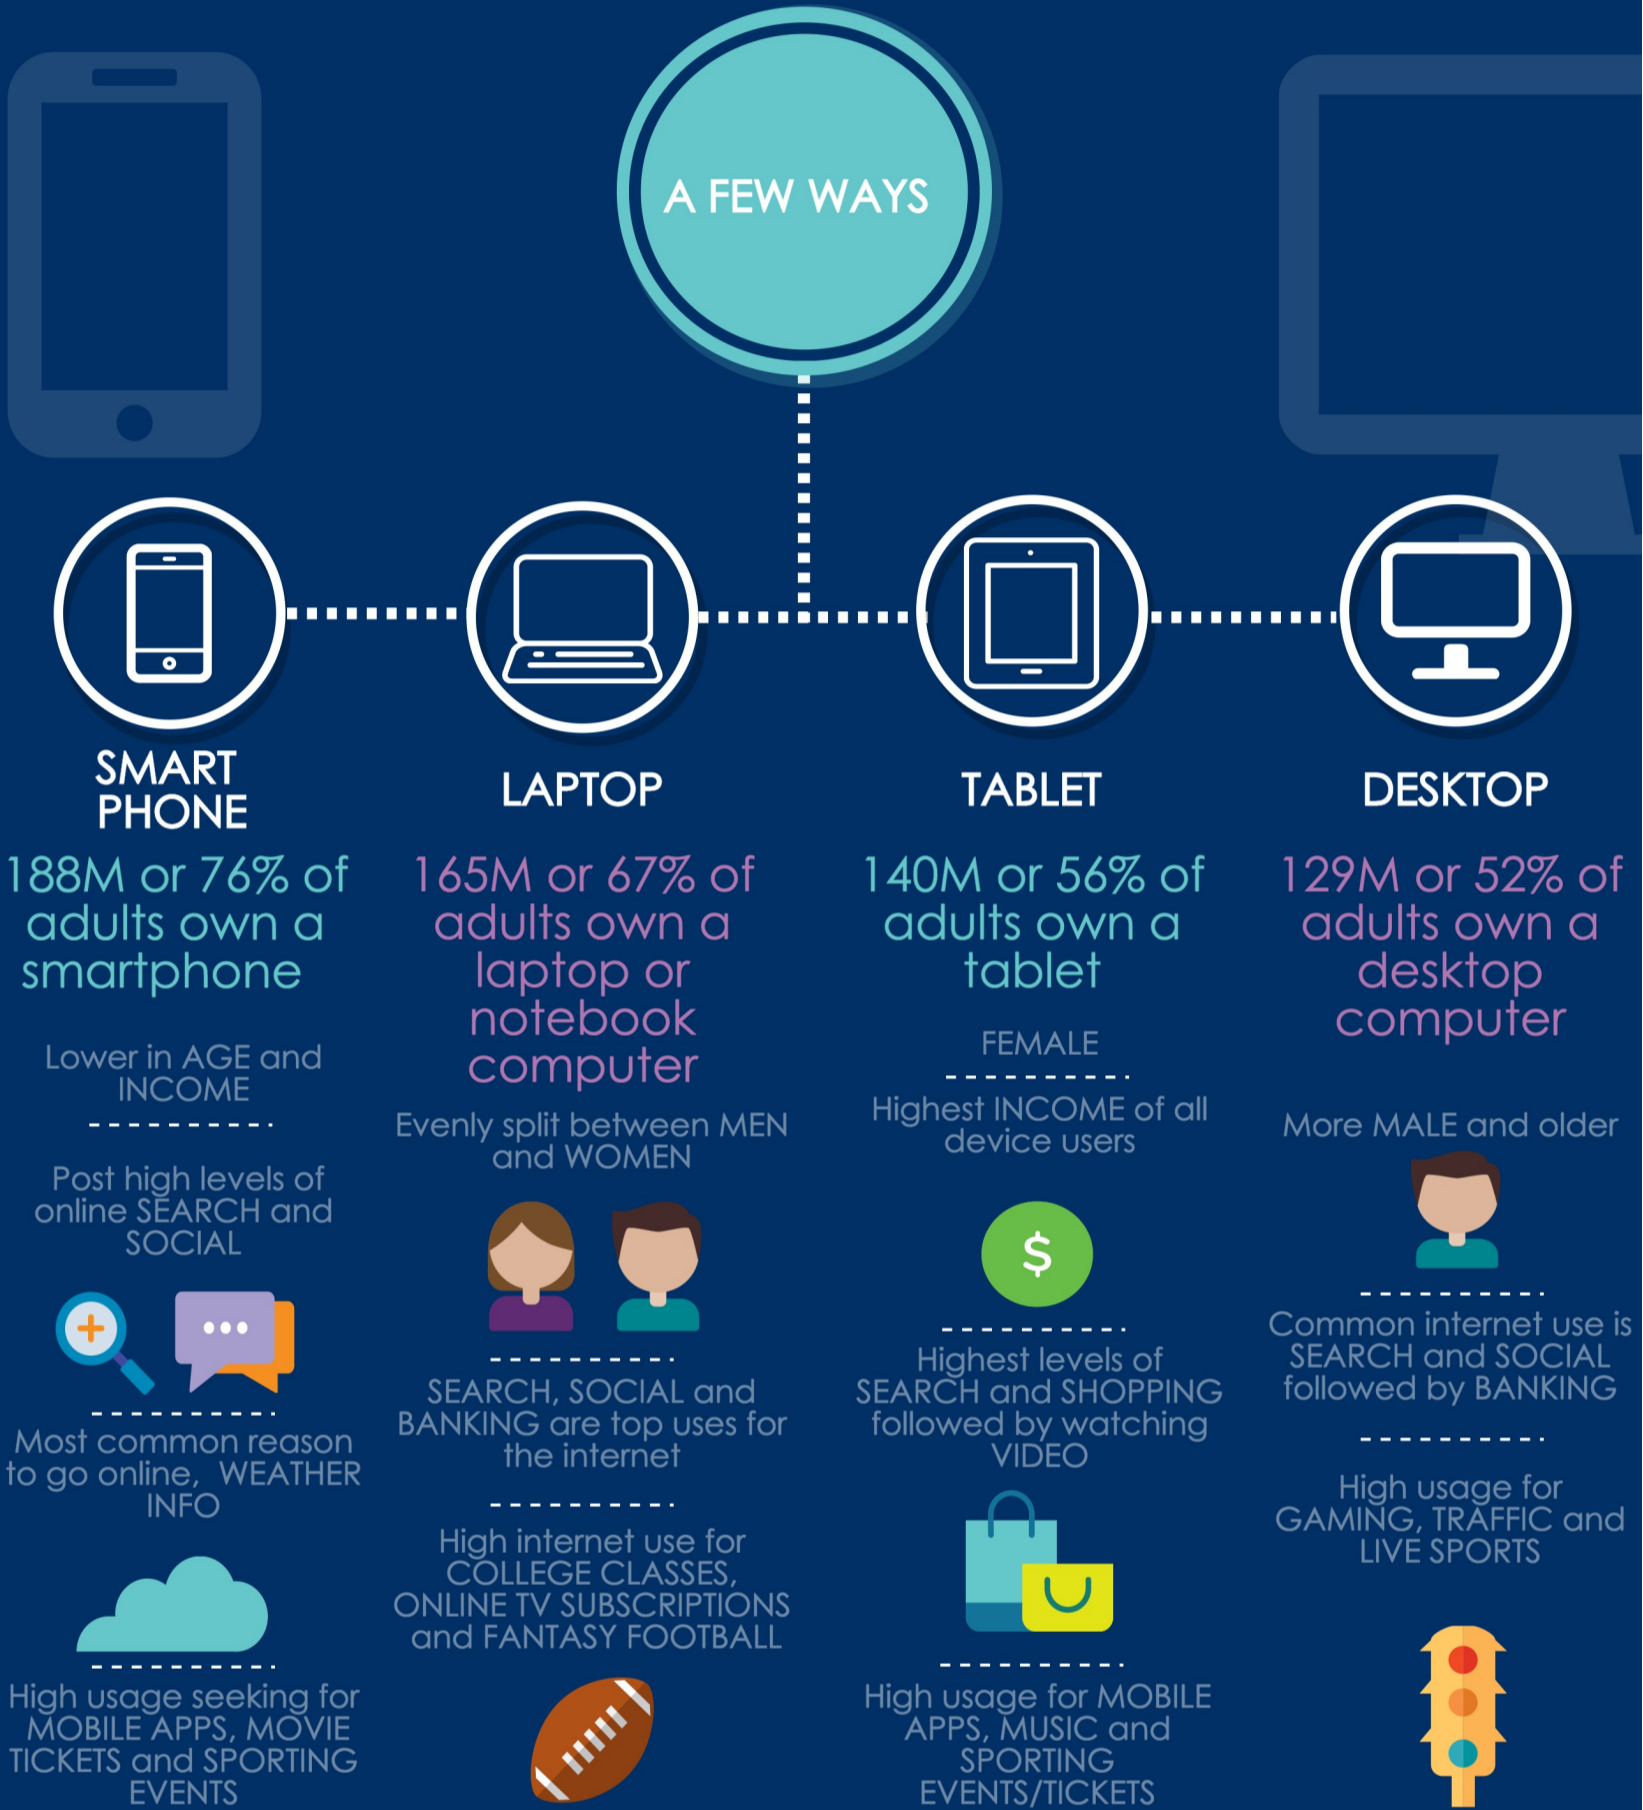 A FEW WAYS
SMART
PHONE
188M or 76% of
adults own a
smartphone
Lower in AGE and
INCOME
Post high levels of
online SEARCH and
SOCIAL
Most common reason
to go online, WEATHER
INFO
High usage seeking for
MOBILE APPS, MOVIE
TICKETS and SPORTING
EVENTS
LAPTOP
165M or 67% of
adults own a
laptop or
notebook
computer
Evenly split between MEN
and WOMEN
SEARCH, SOCIAL and
BANKING are top uses for
the internet
High internet use for
COLLEGE CLASSES,
ONLINE TV SUBSCRIPTIONS
and FANTASY FOOTBALL
TABLET
140M or 56% of
adults own a
tablet
FEMALE
Highest INCOME of all
device users
$
Highest levels of
SEARCH and SHOPPING
followed by watching
VIDEO
High usage for MOBILE
APPS, MUSIC and
SPORTING
EVENTS/TICKETS
DESKTOP
129M or 52% of
adults own a
desktop
computer
More MALE and older
Common internet use is
SEARCH and SOCIAL
followed by BANKING
High usage for
GAMING, TRAFFIC and
LIVE SPORTS